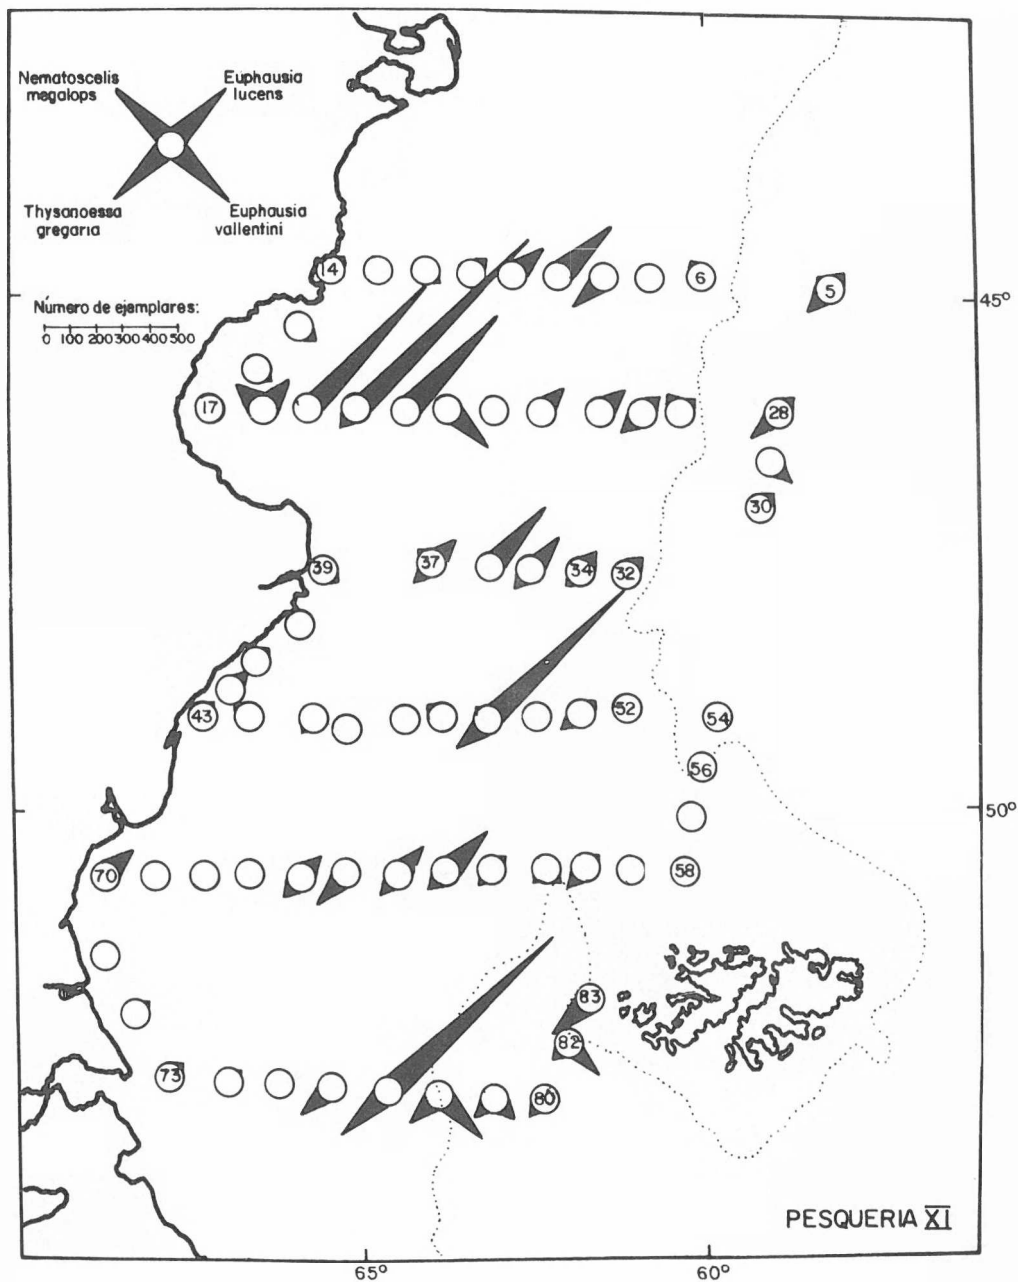 Nematoscelis
megalops
Euphausia
lucens
Thysanoessa
gregaria
Euphausia
vallentini
Número de ejemplares:
0 100 200 300 400 500
14
6
5
45°
17
28
30
39
37
34
32
43
52
54
56
50°
70
58
83
82
73
80
PESQUERIA XI
65°
60°